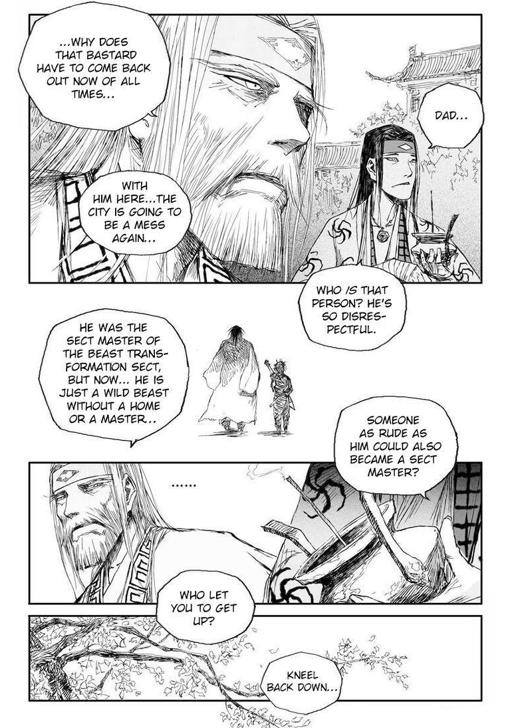 ...WHY DOES
THAT BASTARD
HAVE TO COME BACK
OUT NOW OF ALL
TIMES...
DAD...
WITH
HIM HERE...THE
CITY IS GOING TO
BE A MESS
AGAIN...
WHO IS THAT
PERSON? HE'S
SO DISRES-
PECTFUL.
HE WAS THE
SECT MASTER
OF THE BEAST TRANS-
FORMATION SECT,
BUT NOW... HE IS
JUST A WILD BEAST
WITHOUT A HOME
OR A MASTER...
SOMEONE
AS RUDE AS
HIM COULD ALSO
BECAME A SECT
MASTER?
......
WHO LET
YOU TO GET
UP?
KNEEL
BACK DOWN...